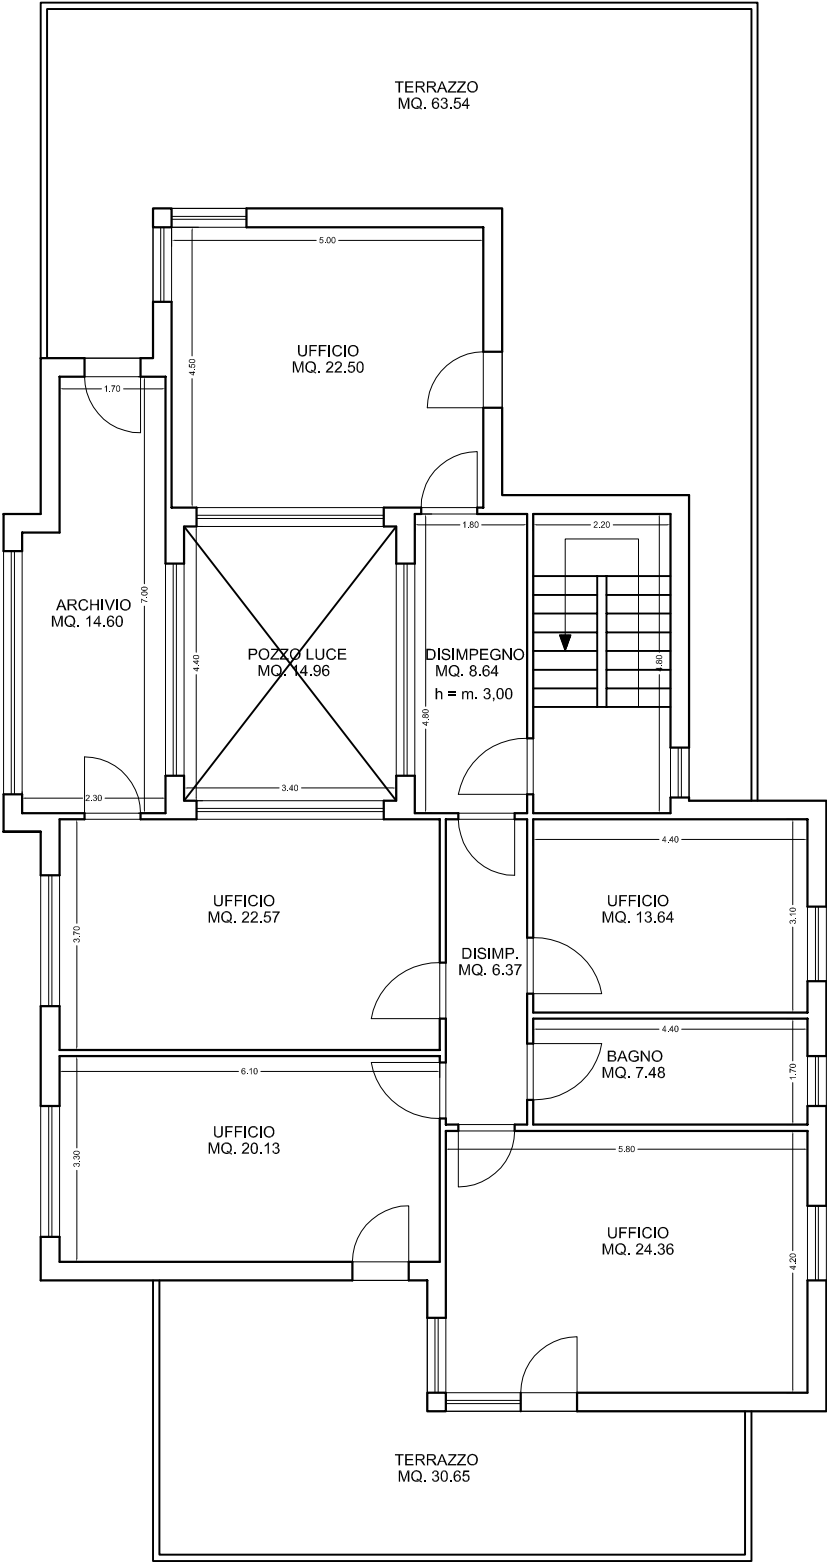 TERRAZZO
MQ. 63.54
5.00
UFFICIO
MQ. 22.50
4.50
1.70
1.80
2.20
ARCHIVIO
MQ. 14.60
7.00
POZZO LUCE
MQ. 14.96
4.40
DISIMPEGNO
MQ. 8.64
h = m. 3,00
4.80
4.80
3.40
2.30
4.40
UFFICIO
MQ. 22.57
3.70
UFFICIO
MQ. 13.64
3.10
DISIMP.
MQ. 6.37
4.40
BAGNO
MQ. 7.48
1.70
6.10
UFFICIO
MQ. 20.13
3.30
5.80
UFFICIO
MQ. 24.36
4.20
TERRAZZO
MQ. 30.65